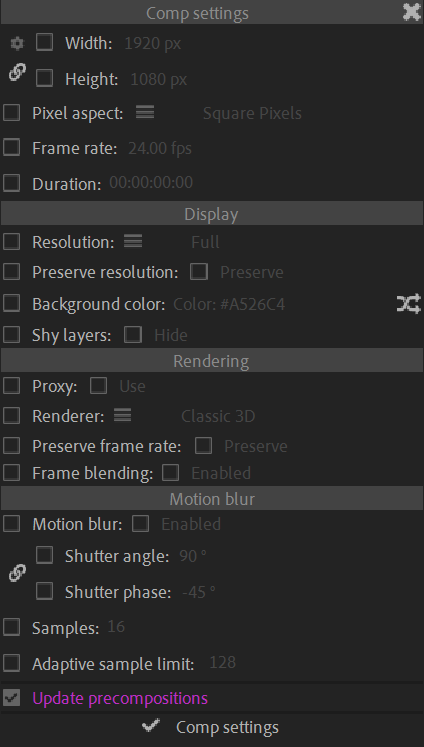 Comp settings
Width: 1920 px
Height: 1080 px
Pixel aspect: Square Pixels
Frame rate: 24.00 fps
Duration: 00:00:00:00
Display
Resolution: Full
Preserve resolution: Preserve
Background color: Color: #A526C4
Shy layers: Hide
Rendering
Proxy: Use
Renderer: Classic 3D
Preserve frame rate: Preserve
Frame blending: Enabled
Motion blur
Motion blur: Enabled
Shutter angle: 90 °
Shutter phase: -45 °
Samples: 16
Adaptive sample limit: 128
Update precompositions
Comp settings